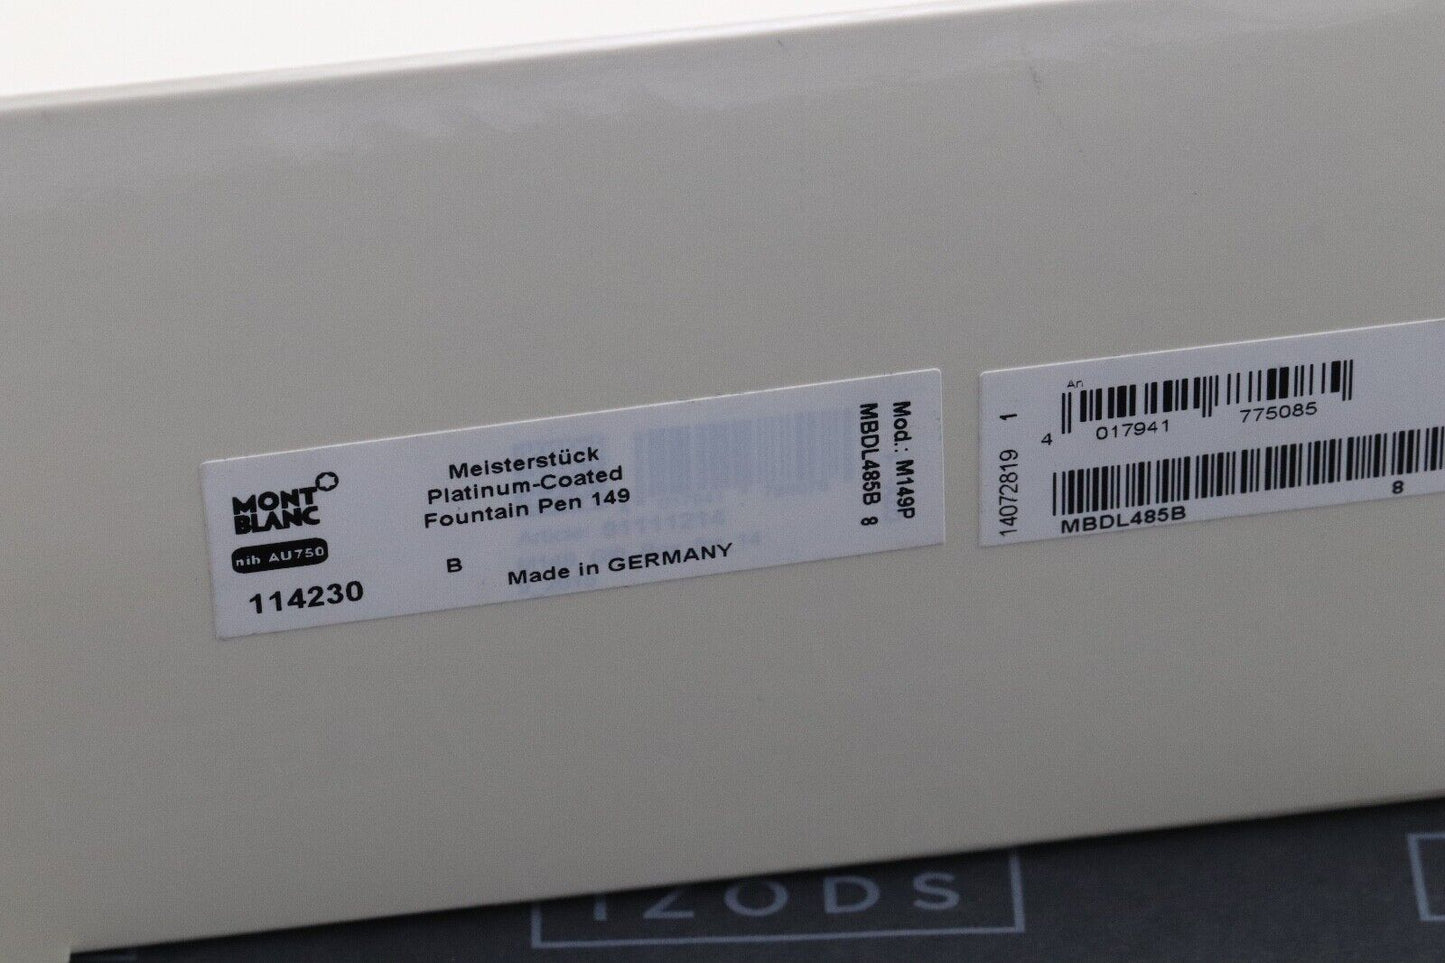 MONT
BLANC
nib AU750
114230
Meisterstück
Platinum-Coated
Fountain Pen 149
B
Made in GERMANY
Mod.: M149P
MBDL485B 8
14072819 1
4 017941 775085
MBDL485B 8
IZODS